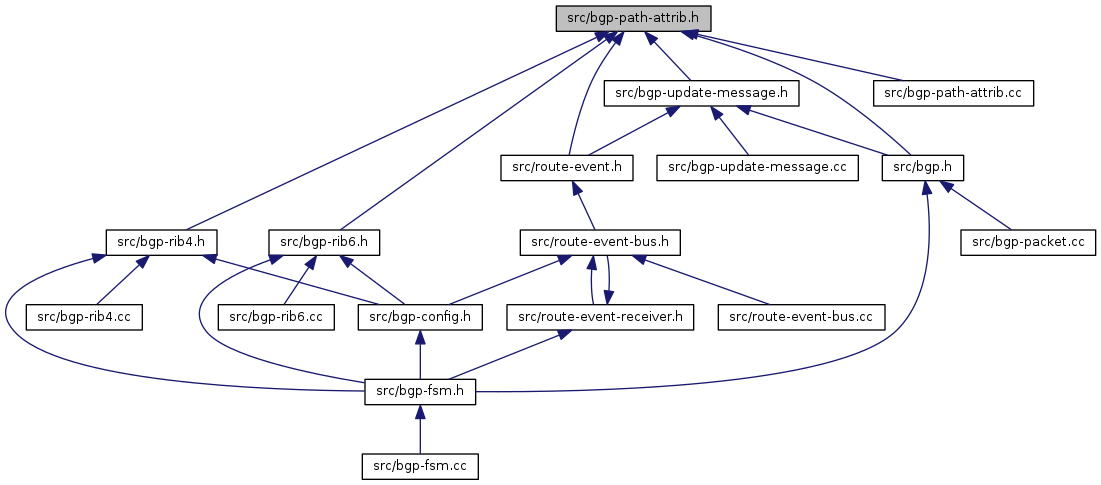 src/bgp-path-attrib.h
src/bgp-update-message.h
src/bgp-path-attrib.cc
src/route-event.h
src/bgp-update-message.cc
src/bgp.h
src/bgp-rib4.h
src/bgp-rib6.h
src/route-event-bus.h
src/bgp-packet.cc
src/bgp-rib4.cc
src/bgp-rib6.cc
src/bgp-config.h
src/route-event-receiver.h
src/route-event-bus.cc
src/bgp-fsm.h
src/bgp-fsm.cc